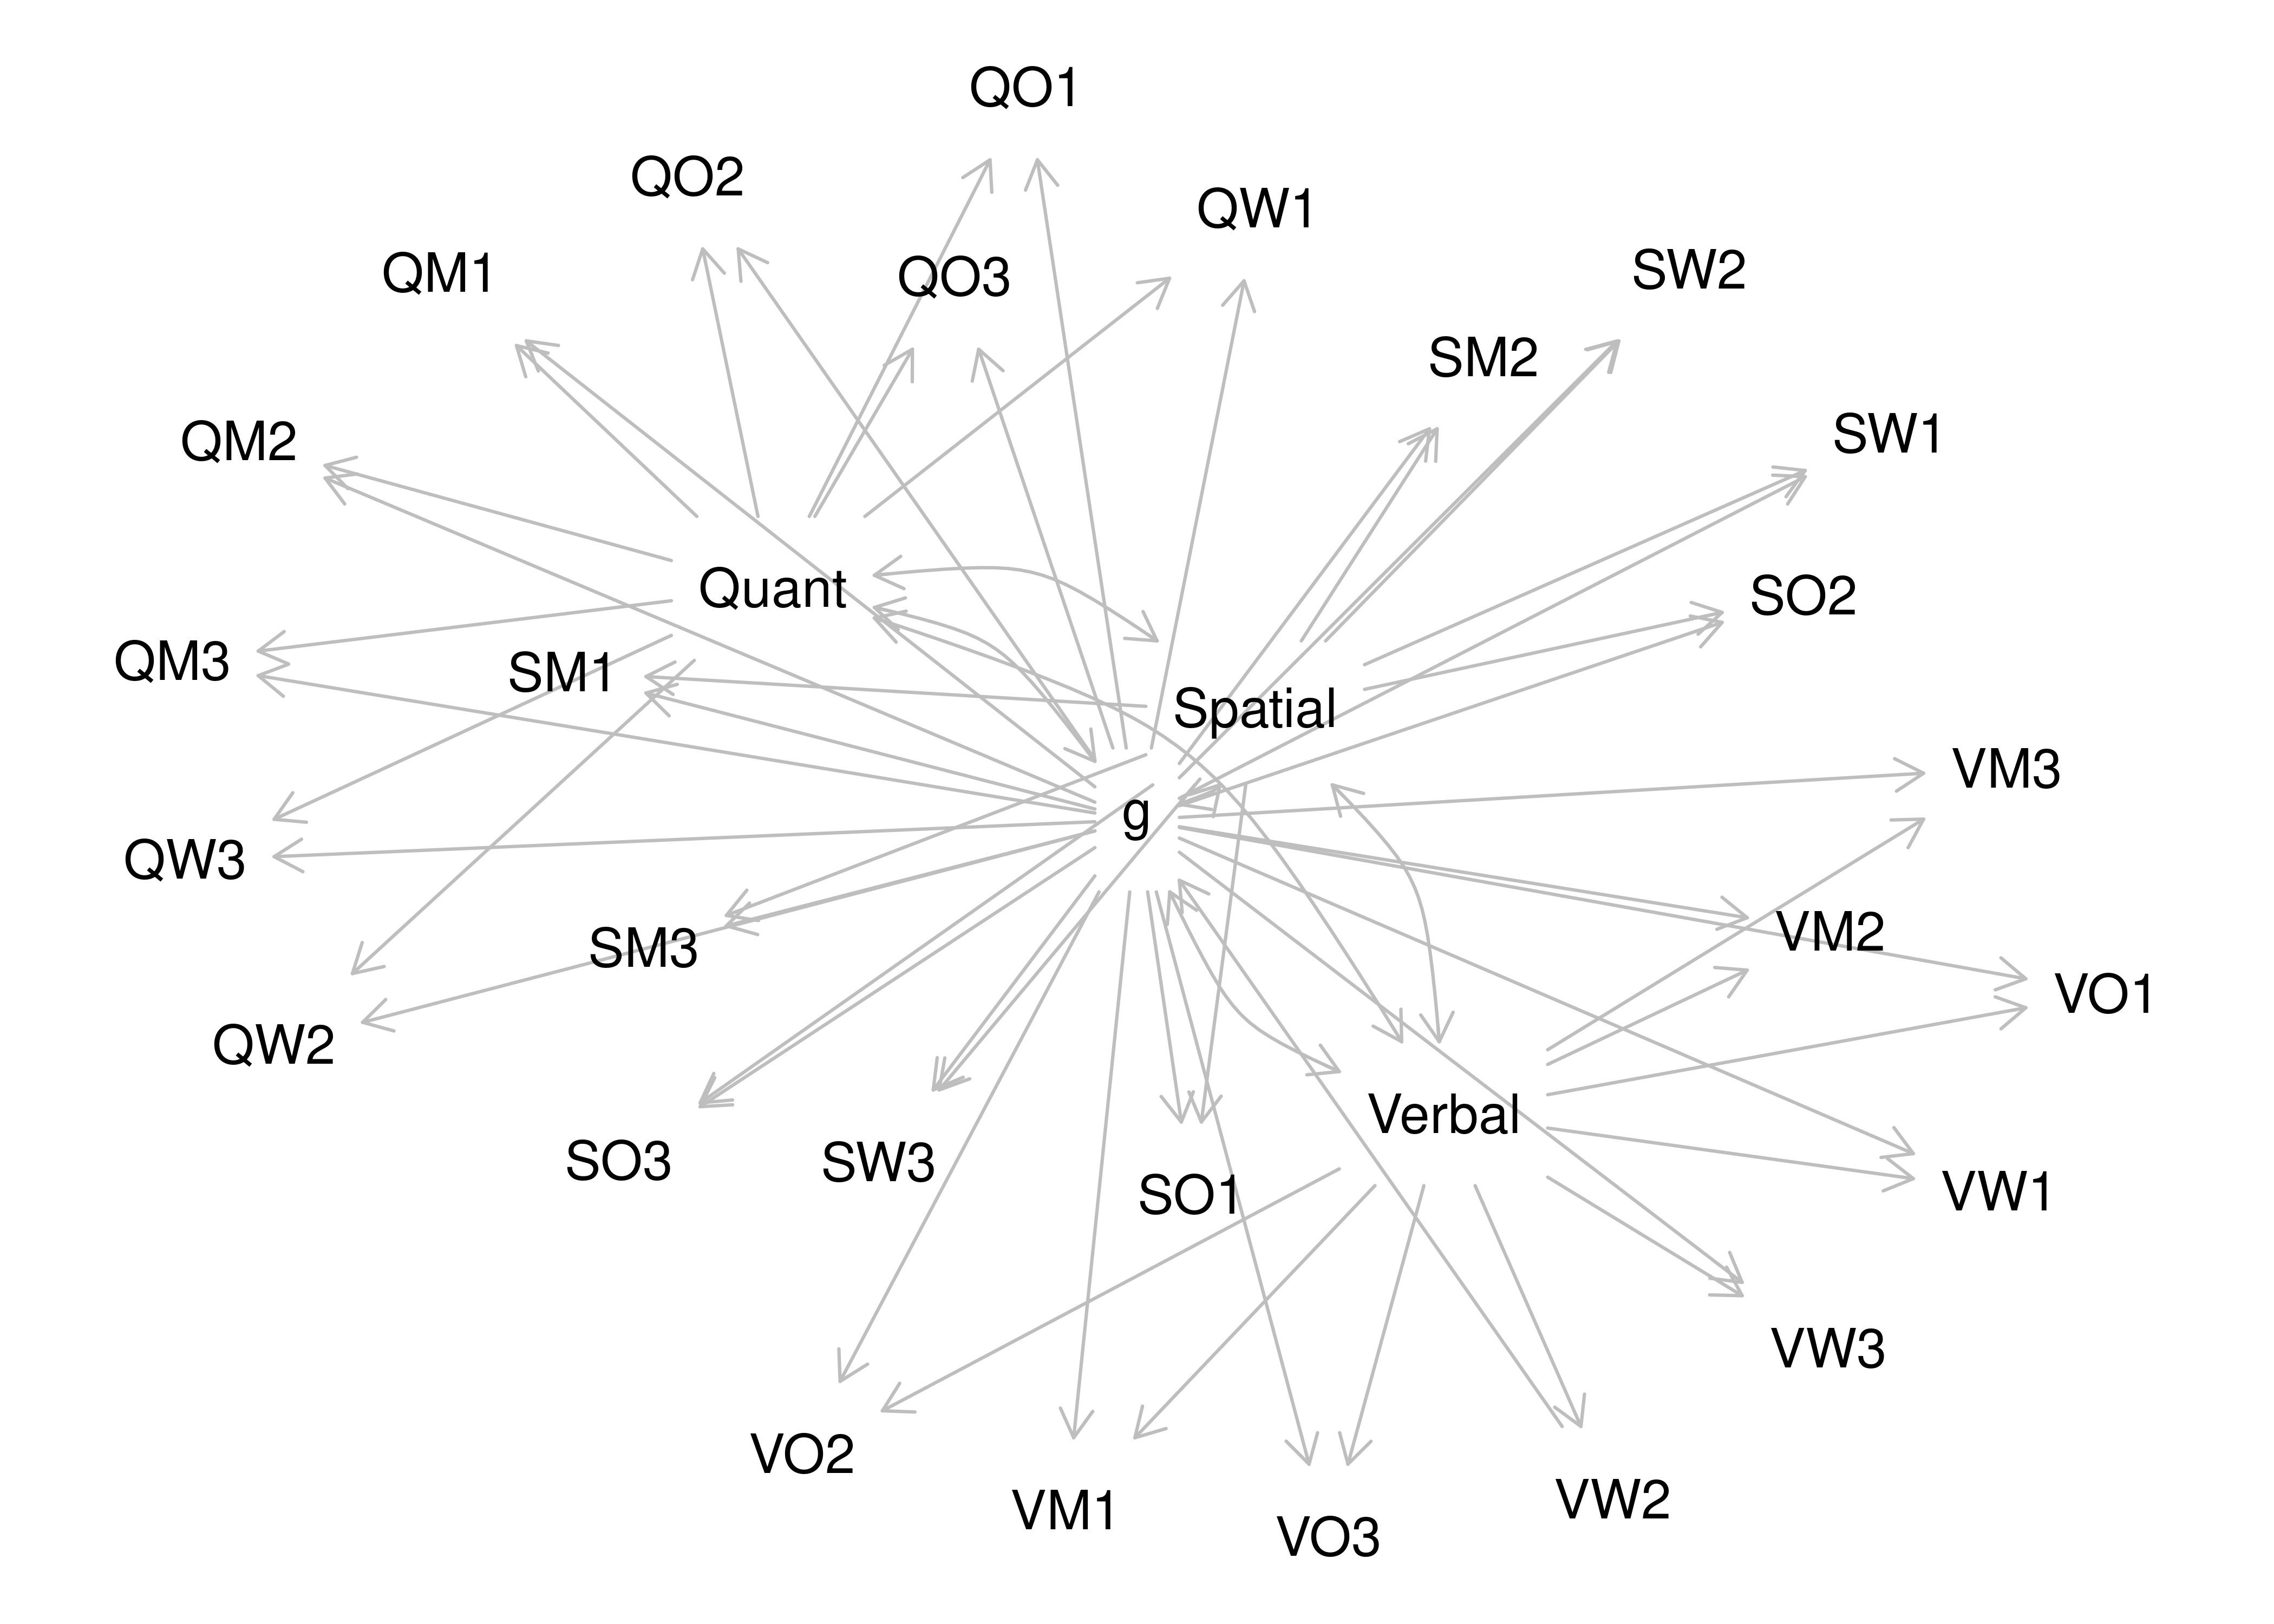 QO1
QO2
QW1
QM1
QO3
SW2
SM2
QM2
SW1
Quant
SO2
QM3
SM1
Spatial
VM3
g
QW3
SM3
VM2
VO1
QW2
Verbal
SO3
SW3
SO1
VW1
VW3
VO2
VM1
VW2
VO3